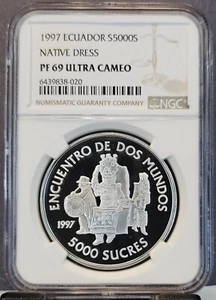 1997 ECUADOR S5000S
NATIVE DRESS
PF 69 ULTRA CAMEO
6439838-020
NUMISMATIC GUARANTY COMPANY
NGC
ENCUENTRO DE DOS MUNDOS
1997
5000 SUCRES